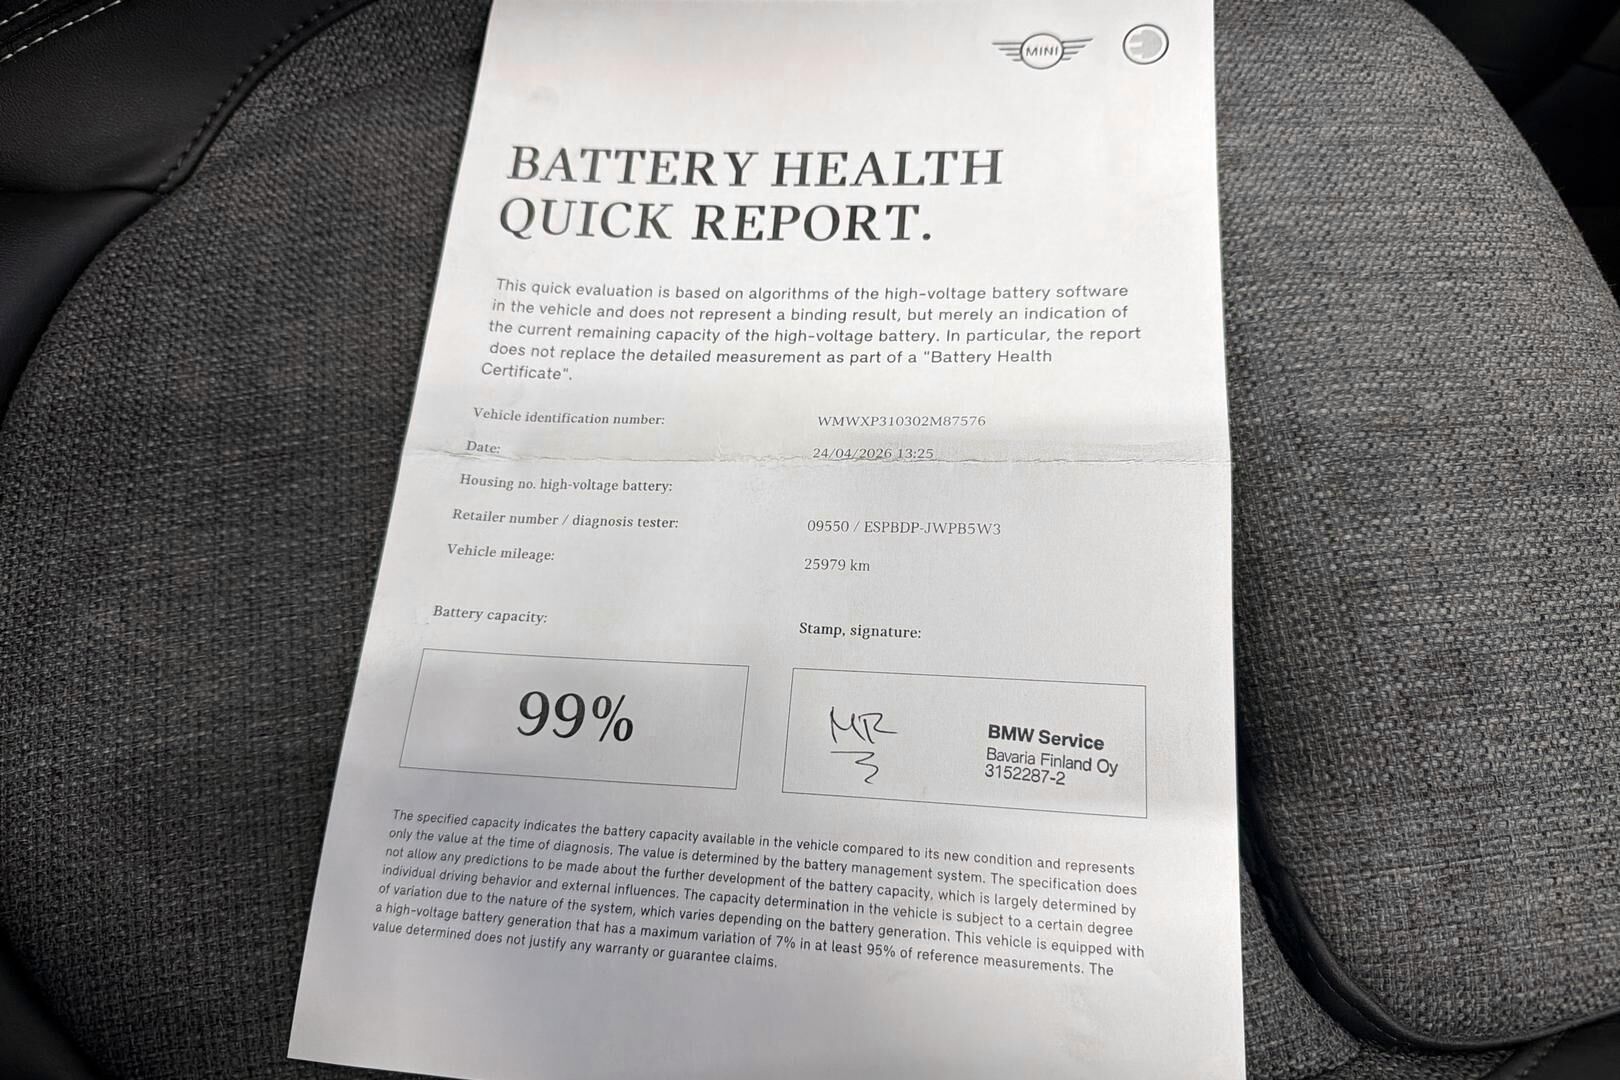 MINI
BATTERY HEALTH
QUICK REPORT.
This quick evaluation is based on algorithms of the high-voltage battery software
in the vehicle and does not represent a binding result, but merely an indication of
the current remaining capacity of the high-voltage battery. In particular, the report
does not replace the detailed measurement as part of a "Battery Health
Certificate".
Vehicle identification number: WMWXP310302M87576
Date: 24/04/2026 13:25
Housing no. high-voltage battery:
Retailer number / diagnosis tester: 09550 / ESPBDP-JWPB5W3
Vehicle mileage: 25979 km
Battery capacity:
Stamp, signature:
99%
MR
BMW Service
Bavaria Finland Oy
3152287-2
The specified capacity indicates the battery capacity available in the vehicle compared to its new condition and represents
only the value at the time of diagnosis. The value is determined by the battery management system. The specification does
not allow any predictions to be made about the further development of the battery capacity, which is largely determined by
individual driving behavior and external influences. The capacity determination in the vehicle is subject to a certain degree
of variation due to the nature of the system, which varies depending on the battery generation. This vehicle is equipped with
a high-voltage battery generation that has a maximum variation of 7% in at least 95% of reference measurements. The
value determined does not justify any warranty or guarantee claims.